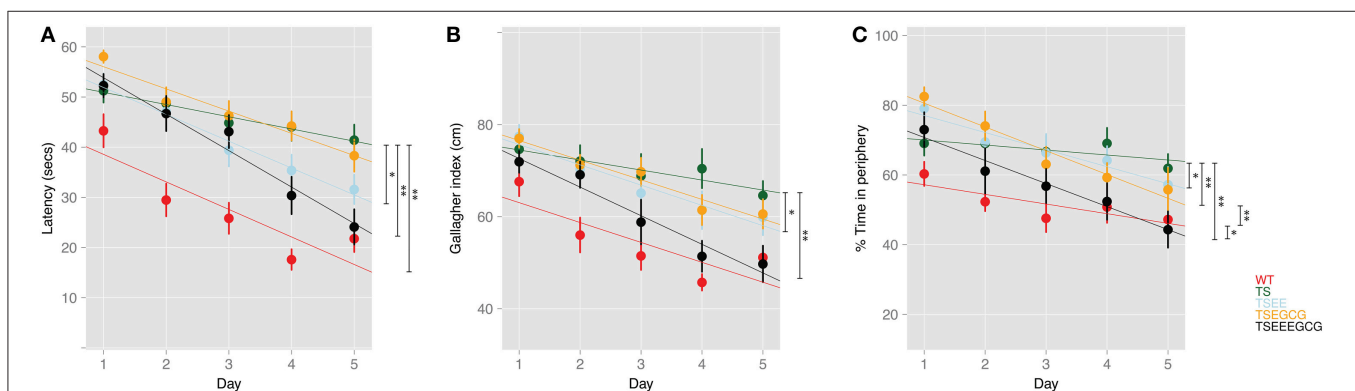 A
Latency (secs)
60
50
40
30
20
10
1 2 3 4 5
Day
*
**
**
B
Gallagher index (cm)
80
60
40
1 2 3 4 5
Day
*
**
C
% Time in periphery
100
80
60
40
20
1 2 3 4 5
Day
*
**
**
*
**
WT
TS
TSEE
TSEGCG
TSEEEGCG